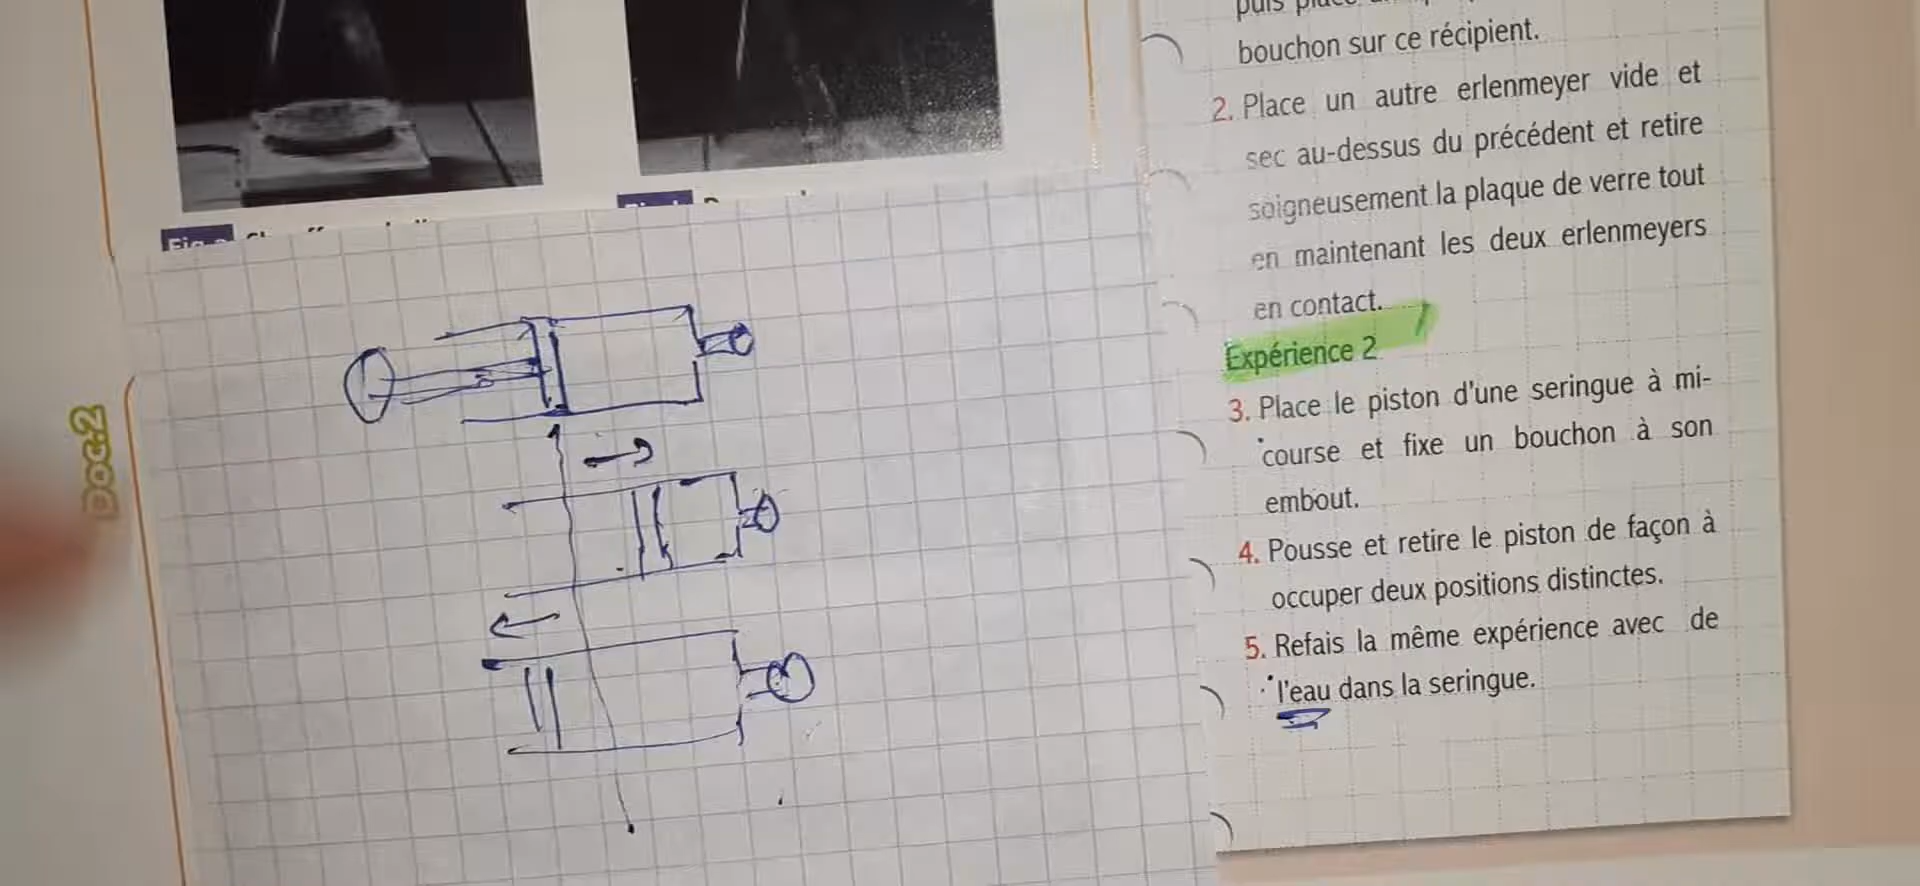 bouchon sur ce récipient.
2. Place un autre erlenmeyer vide et
sec au-dessus du précédent et retire
soigneusement la plaque de verre tout
en maintenant les deux erlenmeyers
en contact.
Expérience 2
3. Place le piston d'une seringue à mi-
course et fixe un bouchon à son
embout.
4. Pousse et retire le piston de façon à
occuper deux positions distinctes.
5. Refais la même expérience avec de
l'eau dans la seringue.
Doc.2